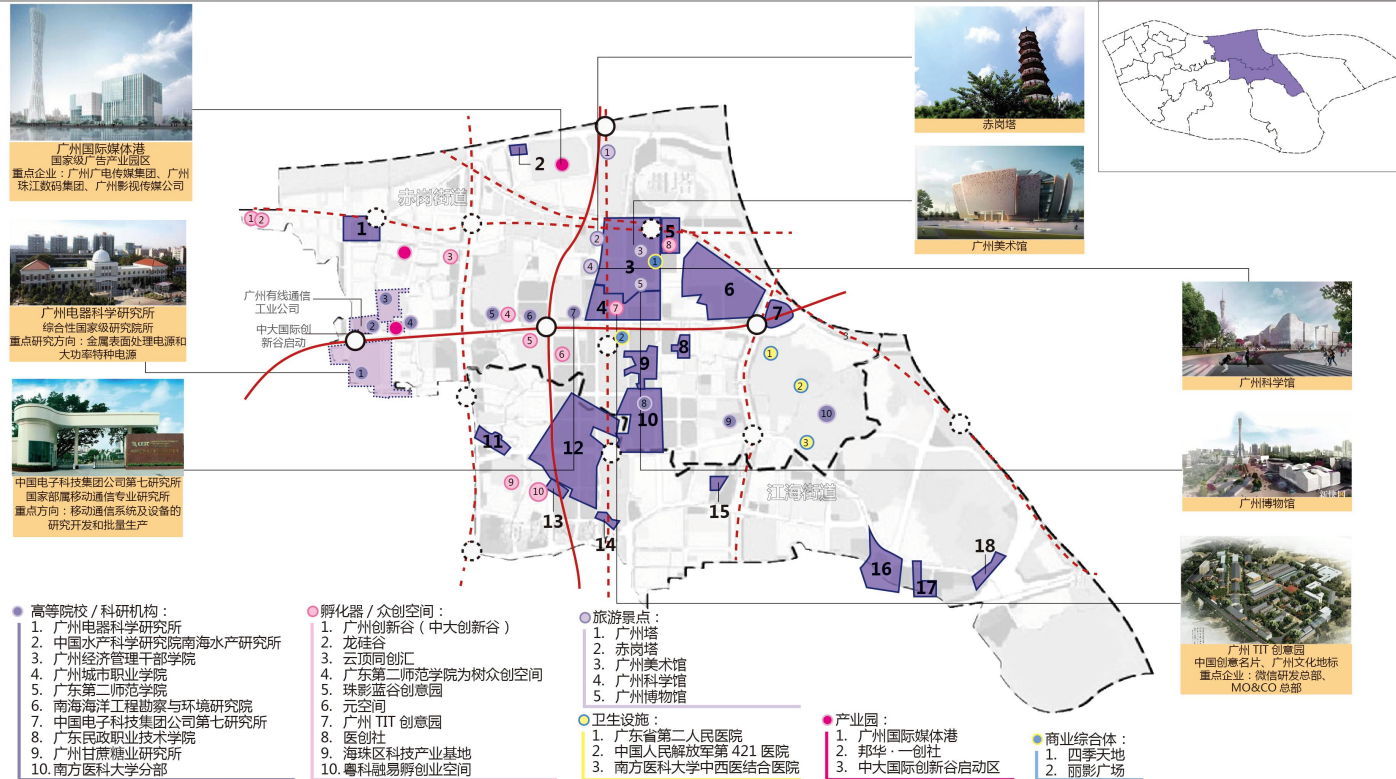 广州国际媒体港
国家级广告产业园区
重点企业：广州广电传媒集团、广州
珠江数码集团、广州影视传媒公司
广州电器科学研究所
综合性国家级研究院所
重点研究方向：金属表面处理电源和
大功率特种电源
中国电子科技集团公司第七研究所
国家部属移动通信专业研究所
重点方向：移动通信系统及设备的
研究开发和批量生产
赤岗塔
广州美术馆
广州科学馆
广州博物馆
广州 TIT 创意园
中国创意名片、广州文化地标
重点企业：微信研发总部、
MO&CO 总部
赤岗街道
江海街道
广州有线通信
工业公司
中大国际创
新谷启动
1
2
3
4
5
6
7
8
9
10
11
12
13
14
15
16
17
18
高等院校 / 科研机构：
1. 广州电器科学研究所
2. 中国水产科学研究院南海水产研究所
3. 广州经济管理干部学院
4. 广州城市职业学院
5. 广东第二师范学院
6. 南海海洋工程勘察与环境研究院
7. 中国电子科技集团公司第七研究所
8. 广东民政职业技术学院
9. 广州甘蔗糖业研究所
10. 南方医科大学分部
孵化器 / 众创空间：
1. 广州创新谷（中大创新谷）
2. 龙硅谷
3. 云顶同创汇
4. 广东第二师范学院为树众创空间
5. 珠影蓝谷创意园
6. 元空间
7. 广州 TIT 创意园
8. 医创社
9. 海珠区科技产业基地
10. 粤科融易孵创业空间
旅游景点：
1. 广州塔
2. 赤岗塔
3. 广州美术馆
4. 广州科学馆
5. 广州博物馆
卫生设施：
1. 广东省第二人民医院
2. 中国人民解放军第 421 医院
3. 南方医科大学中西医结合医院
产业园：
1. 广州国际媒体港
2. 邦华 · 一创社
3. 中大国际创新谷启动区
商业综合体：
1. 四季天地
2. 丽影广场